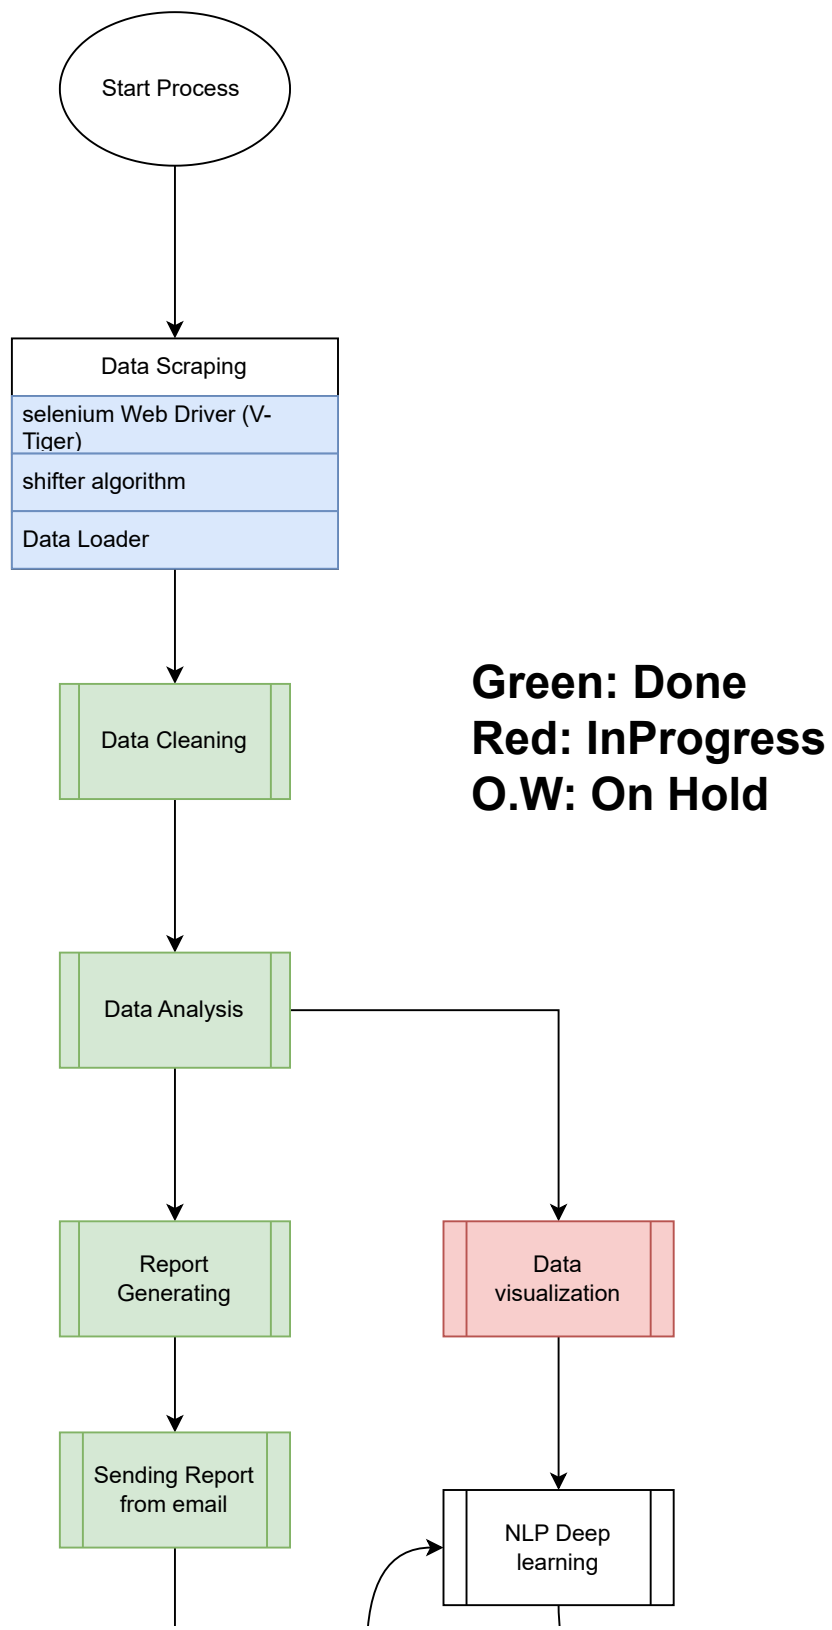 Start Process
Data Scraping
selenium Web Driver (V-
Tiger)
shifter algorithm
Data Loader
Green: Done
Red: InProgress
O.W: On Hold
Data Cleaning
Data Analysis
Report
Generating
Data
visualization
Sending Report
from email
NLP Deep
learning